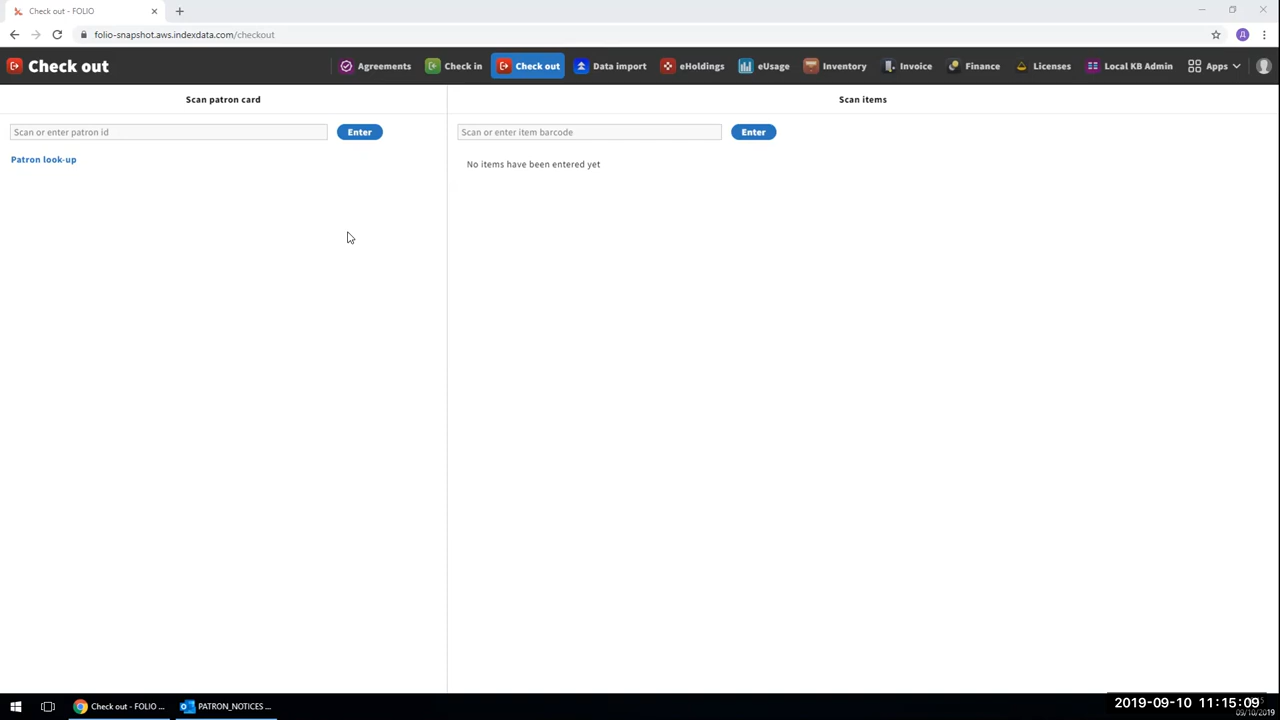 Check out - FOLIO
folio-snapshot.aws.indexdata.com/checkout
Д
Check out
Agreements
Check in
Check out
Data import
eHoldings
eUsage
Inventory
Invoice
Finance
Licenses
Local KB Admin
Apps
Scan patron card
Scan items
Scan or enter patron id
Enter
Scan or enter item barcode
Enter
Patron look-up
No items have been entered yet
Check out - FOLIO ...
PATRON_NOTICES ...
2019-09-10 11:15:09
09/10/2019